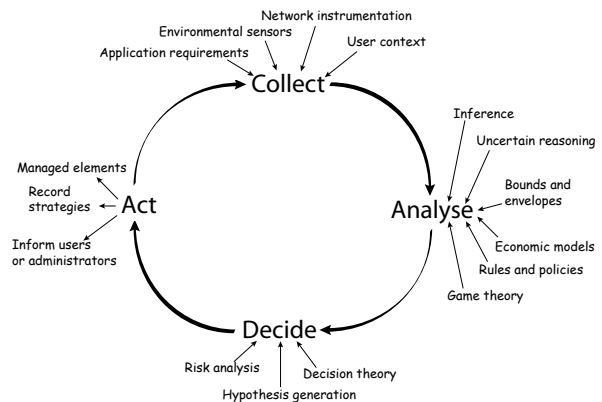 Network instrumentation
Environmental sensors
User context
Application requirements
Collect
Inference
Uncertain reasoning
Managed elements
Bounds and
envelopes
Record
strategies
Act
Analyse
Inform users
or administrators
Economic models
Rules and policies
Game theory
Decide
Risk analysis
Decision theory
Hypothesis generation